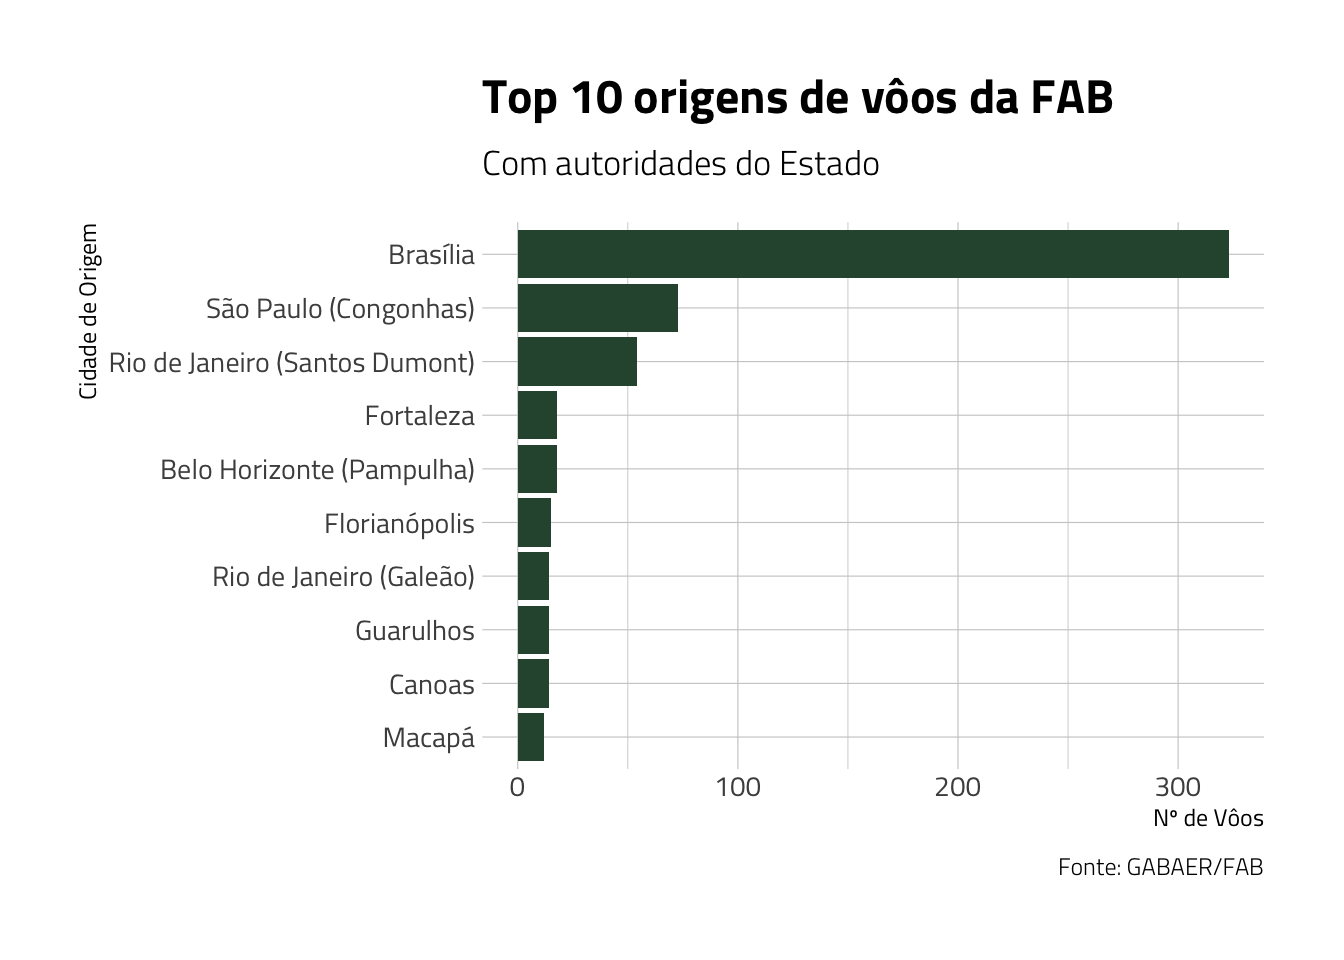 Top 10 origens de vôos da FAB
Com autoridades do Estado
Cidade de Origem
Brasília
São Paulo (Congonhas)
Rio de Janeiro (Santos Dumont)
Fortaleza
Belo Horizonte (Pampulha)
Florianópolis
Rio de Janeiro (Galeão)
Guarulhos
Canoas
Macapá
0 100 200 300
Nº de Vôos
Fonte: GABAER/FAB